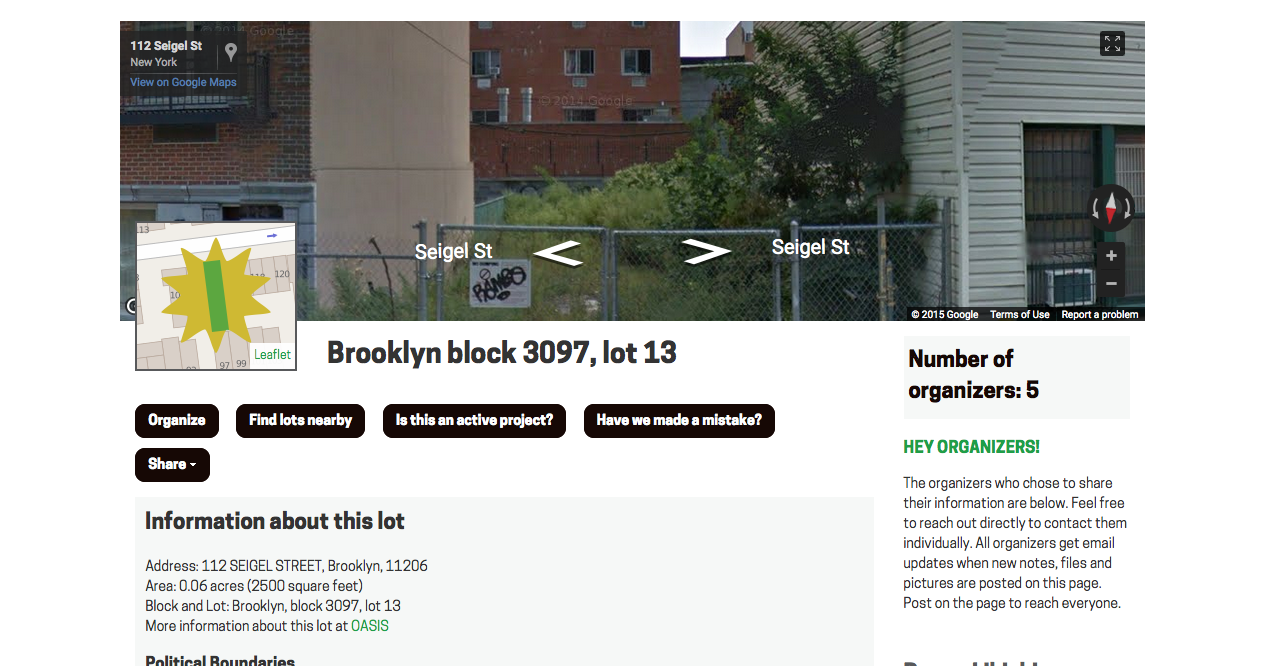 112 Seigel St
New York
View on Google Maps
© 2014 Google
Seigel St
Seigel St
© 2015 Google Terms of Use Report a problem
13
120
97 99
Leaflet
Brooklyn block 3097, lot 13
Organize
Find lots nearby
Is this an active project?
Have we made a mistake?
Share
Information about this lot
Address: 112 SEIGEL STREET, Brooklyn, 11206
Area: 0.06 acres (2500 square feet)
Block and Lot: Brooklyn, block 3097, lot 13
More information about this lot at OASIS
Political Boundaries
Number of
organizers: 5
HEY ORGANIZERS!
The organizers who chose to share
their information are below. Feel free
to reach out directly to contact them
individually. All organizers get email
updates when new notes, files and
pictures are posted on this page.
Post on the page to reach everyone.